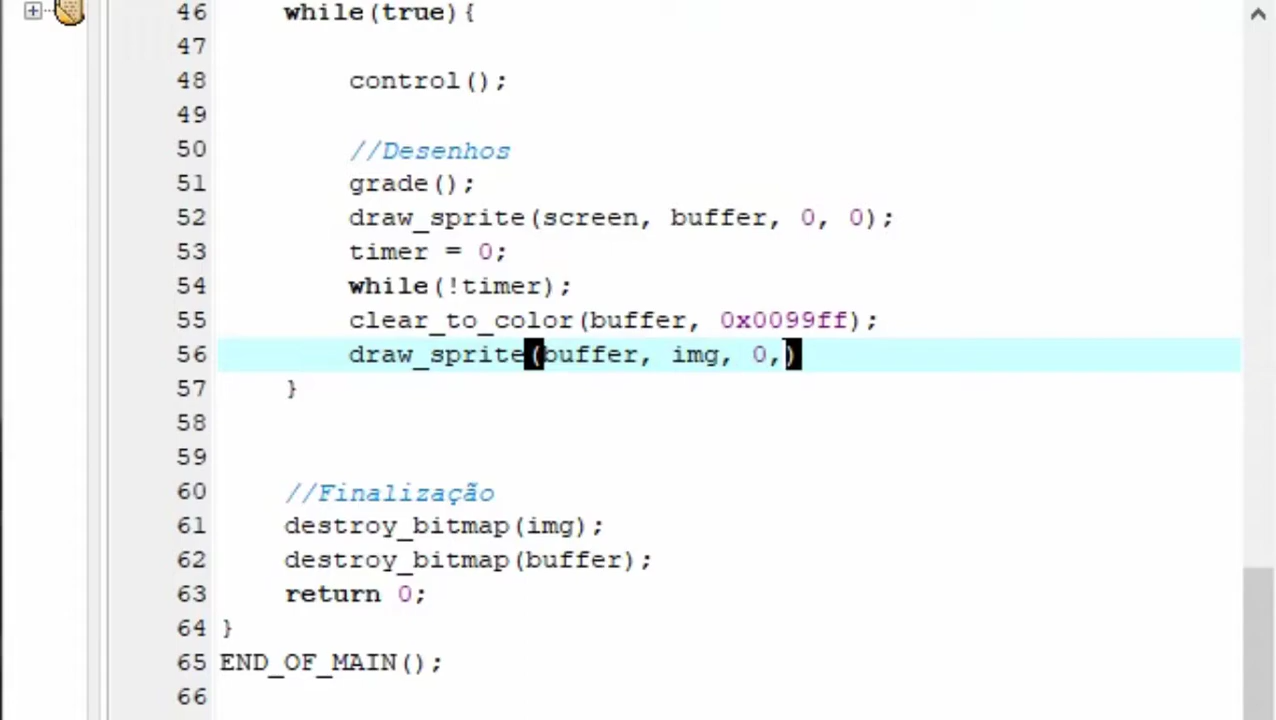 46 while(true){
47
48 control();
49
50 //Desenhos
51 grade();
52 draw_sprite(screen, buffer, 0, 0);
53 timer = 0;
54 while(!timer);
55 clear_to_color(buffer, 0x0099ff);
56 draw_sprite(buffer, img, 0,)
57 }
58
59
60 //Finalização
61 destroy_bitmap(img);
62 destroy_bitmap(buffer);
63 return 0;
64 }
65 END_OF_MAIN();
66